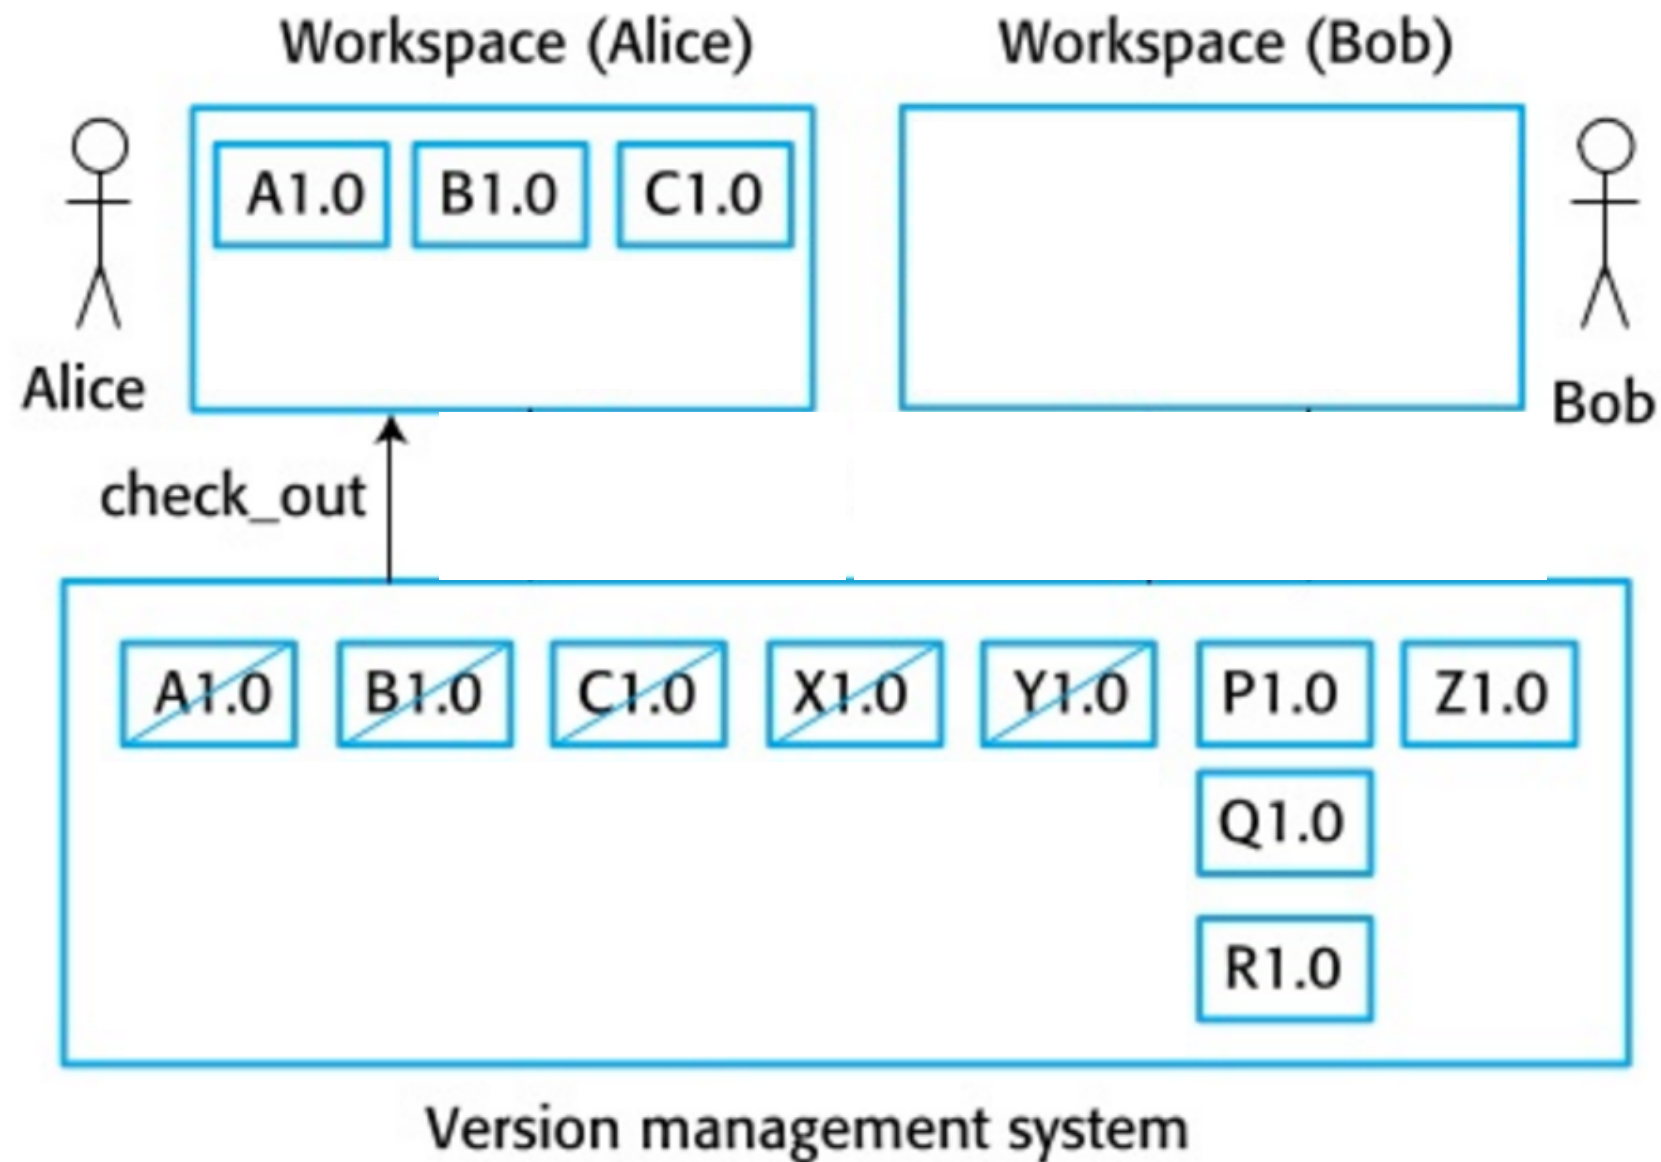 Workspace (Alice) Workspace (Bob)
A1.0 B1.0 C1.0
Alice Bob
check_out
A1.0 B1.0 C1.0 X1.0 Y1.0 P1.0 Z1.0
Q1.0
R1.0
Version management system